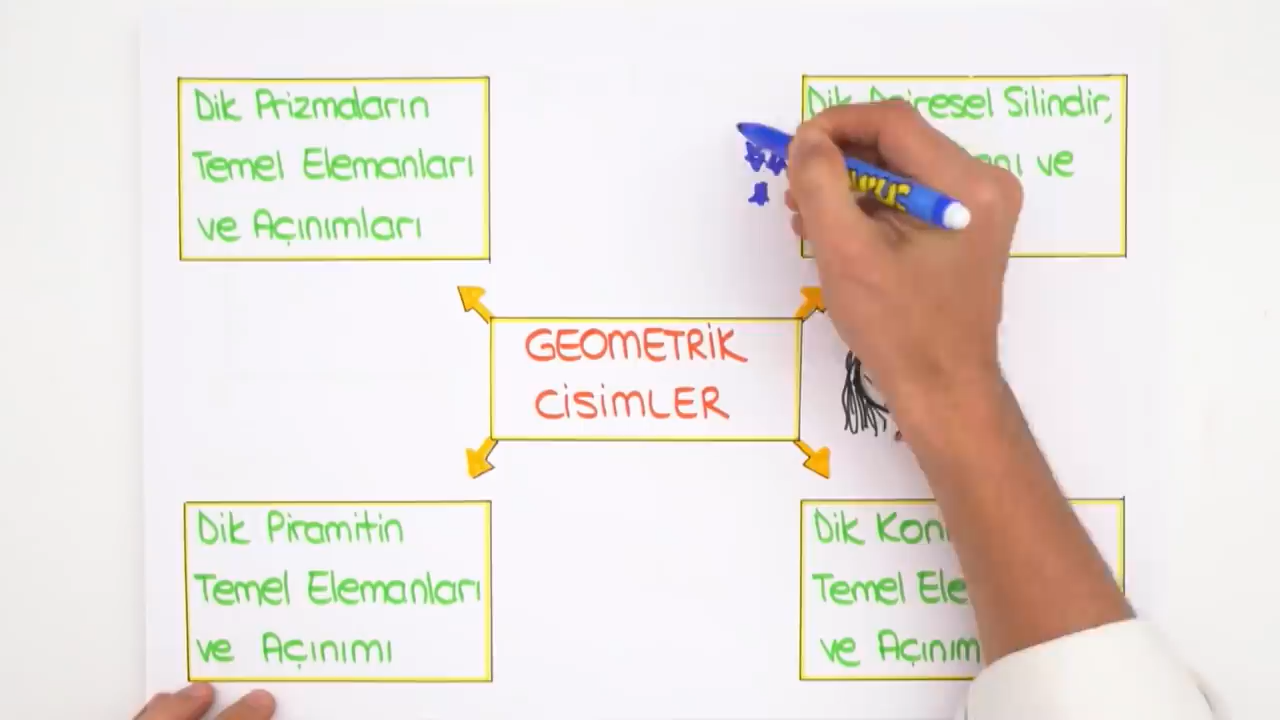 Dik Prizmaların
Temel Elemanları
ve Açınımları
Dik Silindir,
ve
GEOMETRİK
CİSİMLER
Dik Piramitin
Temel Elemanları
ve Açınımı
Dik
Temel
ve